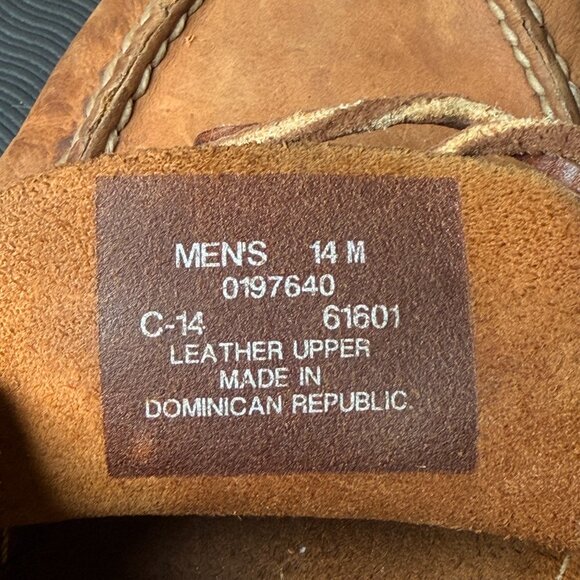 MEN'S 14 M
0197640
C-14 61601
LEATHER UPPER
MADE IN
DOMINICAN REPUBLIC.